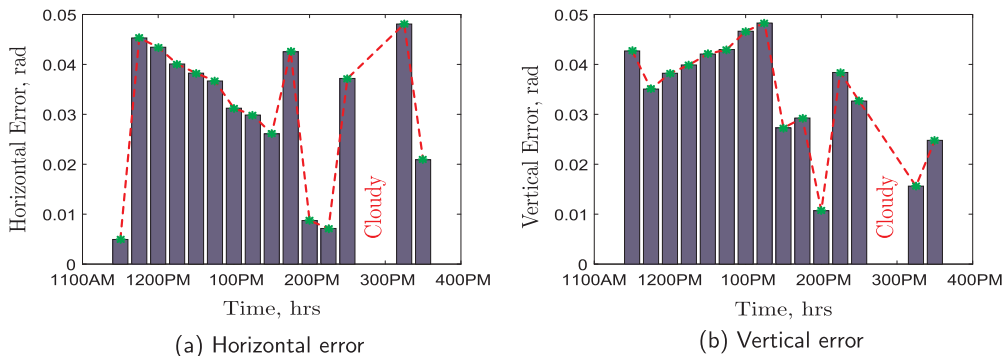 0.05
0.04
0.03
0.02
0.01
0
Horizontal Error, rad
Cloudy
1100AM 1200PM 100PM 200PM 300PM 400PM
Time, hrs
(a) Horizontal error
0.05
0.04
0.03
0.02
0.01
0
Vertical Error, rad
Cloudy
1100AM 1200PM 100PM 200PM 300PM 400PM
Time, hrs
(b) Vertical error